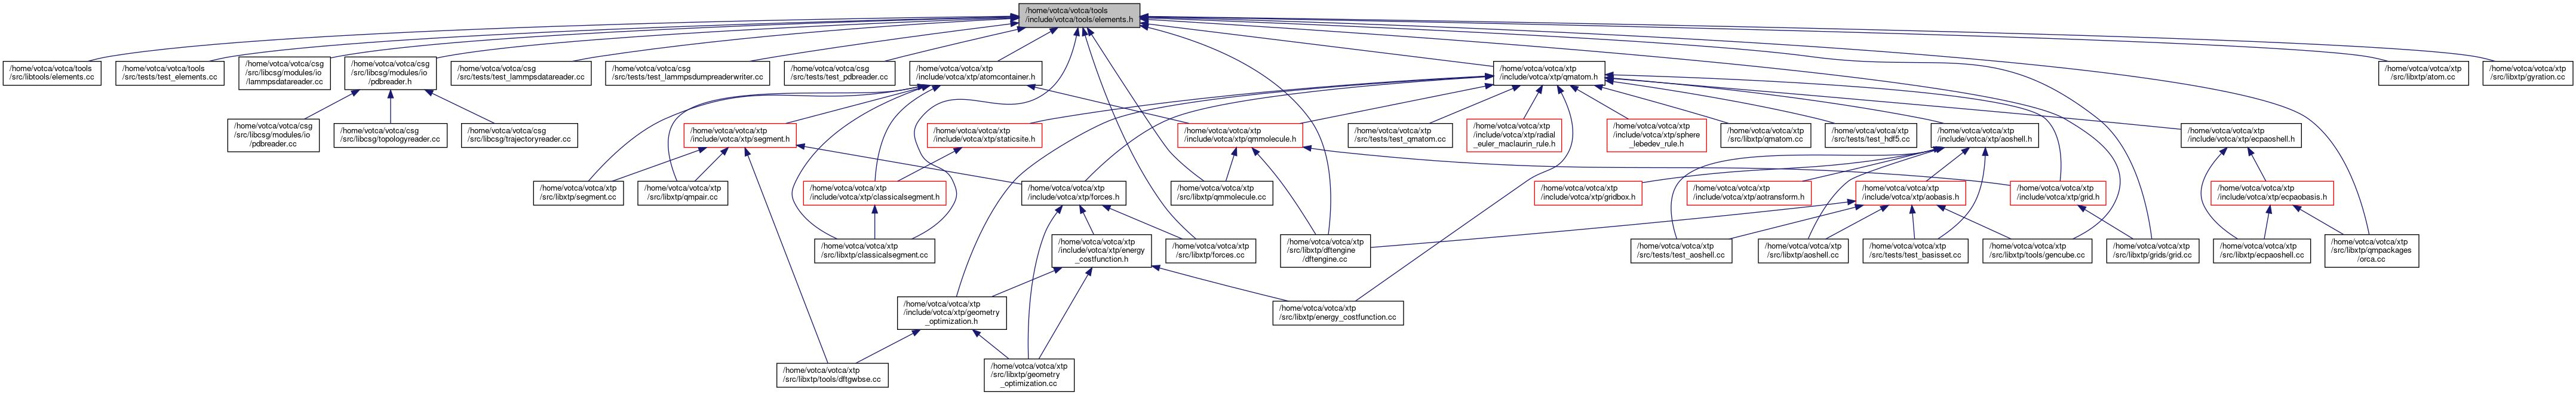 /home/votca/votca/tools
/include/votca/tools/elements.h
/home/votca/votca/tools
/src/libtools/elements.cc
/home/votca/votca/tools
/src/tests/test_elements.cc
/home/votca/votca/csg
/src/libcsg/modules/io
/lammpsdatareader.cc
/home/votca/votca/csg
/src/libcsg/modules/io
/pdbreader.h
/home/votca/votca/csg
/src/tests/test_lammpsdatareader.cc
/home/votca/votca/csg
/src/tests/test_lammpsdumpreaderwriter.cc
/home/votca/votca/csg
/src/tests/test_pdbreader.cc
/home/votca/votca/xtp
/include/votca/xtp/atomcontainer.h
/home/votca/votca/xtp
/include/votca/xtp/qmatom.h
/home/votca/votca/xtp
/src/libxtp/atom.cc
/home/votca/votca/xtp
/src/libxtp/gyration.cc
/home/votca/votca/csg
/src/libcsg/modules/io
/pdbreader.cc
/home/votca/votca/csg
/src/libcsg/topologyreader.cc
/home/votca/votca/csg
/src/libcsg/trajectoryreader.cc
/home/votca/votca/xtp
/include/votca/xtp/segment.h
/home/votca/votca/xtp
/include/votca/xtp/staticsite.h
/home/votca/votca/xtp
/include/votca/xtp/qmmolecule.h
/home/votca/votca/xtp
/src/tests/test_qmatom.cc
/home/votca/votca/xtp
/include/votca/xtp/radial
_euler_maclaurin_rule.h
/home/votca/votca/xtp
/include/votca/xtp/sphere
_lebedev_rule.h
/home/votca/votca/xtp
/src/libxtp/qmatom.cc
/home/votca/votca/xtp
/src/tests/test_hdf5.cc
/home/votca/votca/xtp
/include/votca/xtp/aoshell.h
/home/votca/votca/xtp
/include/votca/xtp/ecpaoshell.h
/home/votca/votca/xtp
/src/libxtp/segment.cc
/home/votca/votca/xtp
/src/libxtp/qmpair.cc
/home/votca/votca/xtp
/include/votca/xtp/classicalsegment.h
/home/votca/votca/xtp
/include/votca/xtp/forces.h
/home/votca/votca/xtp
/src/libxtp/qmmolecule.cc
/home/votca/votca/xtp
/include/votca/xtp/gridbox.h
/home/votca/votca/xtp
/include/votca/xtp/aotransform.h
/home/votca/votca/xtp
/include/votca/xtp/aobasis.h
/home/votca/votca/xtp
/include/votca/xtp/grid.h
/home/votca/votca/xtp
/include/votca/xtp/ecpaobasis.h
/home/votca/votca/xtp
/src/libxtp/classicalsegment.cc
/home/votca/votca/xtp
/include/votca/xtp/energy
_costfunction.h
/home/votca/votca/xtp
/src/libxtp/forces.cc
/home/votca/votca/xtp
/src/libxtp/dftengine
/dftengine.cc
/home/votca/votca/xtp
/src/tests/test_aoshell.cc
/home/votca/votca/xtp
/src/libxtp/aoshell.cc
/home/votca/votca/xtp
/src/tests/test_basisset.cc
/home/votca/votca/xtp
/src/libxtp/tools/gencube.cc
/home/votca/votca/xtp
/src/libxtp/grids/grid.cc
/home/votca/votca/xtp
/src/libxtp/ecpaoshell.cc
/home/votca/votca/xtp
/src/libxtp/qmpackages
/orca.cc
/home/votca/votca/xtp
/include/votca/xtp/geometry
_optimization.h
/home/votca/votca/xtp
/src/libxtp/energy_costfunction.cc
/home/votca/votca/xtp
/src/libxtp/tools/dftgwbse.cc
/home/votca/votca/xtp
/src/libxtp/geometry
_optimization.cc